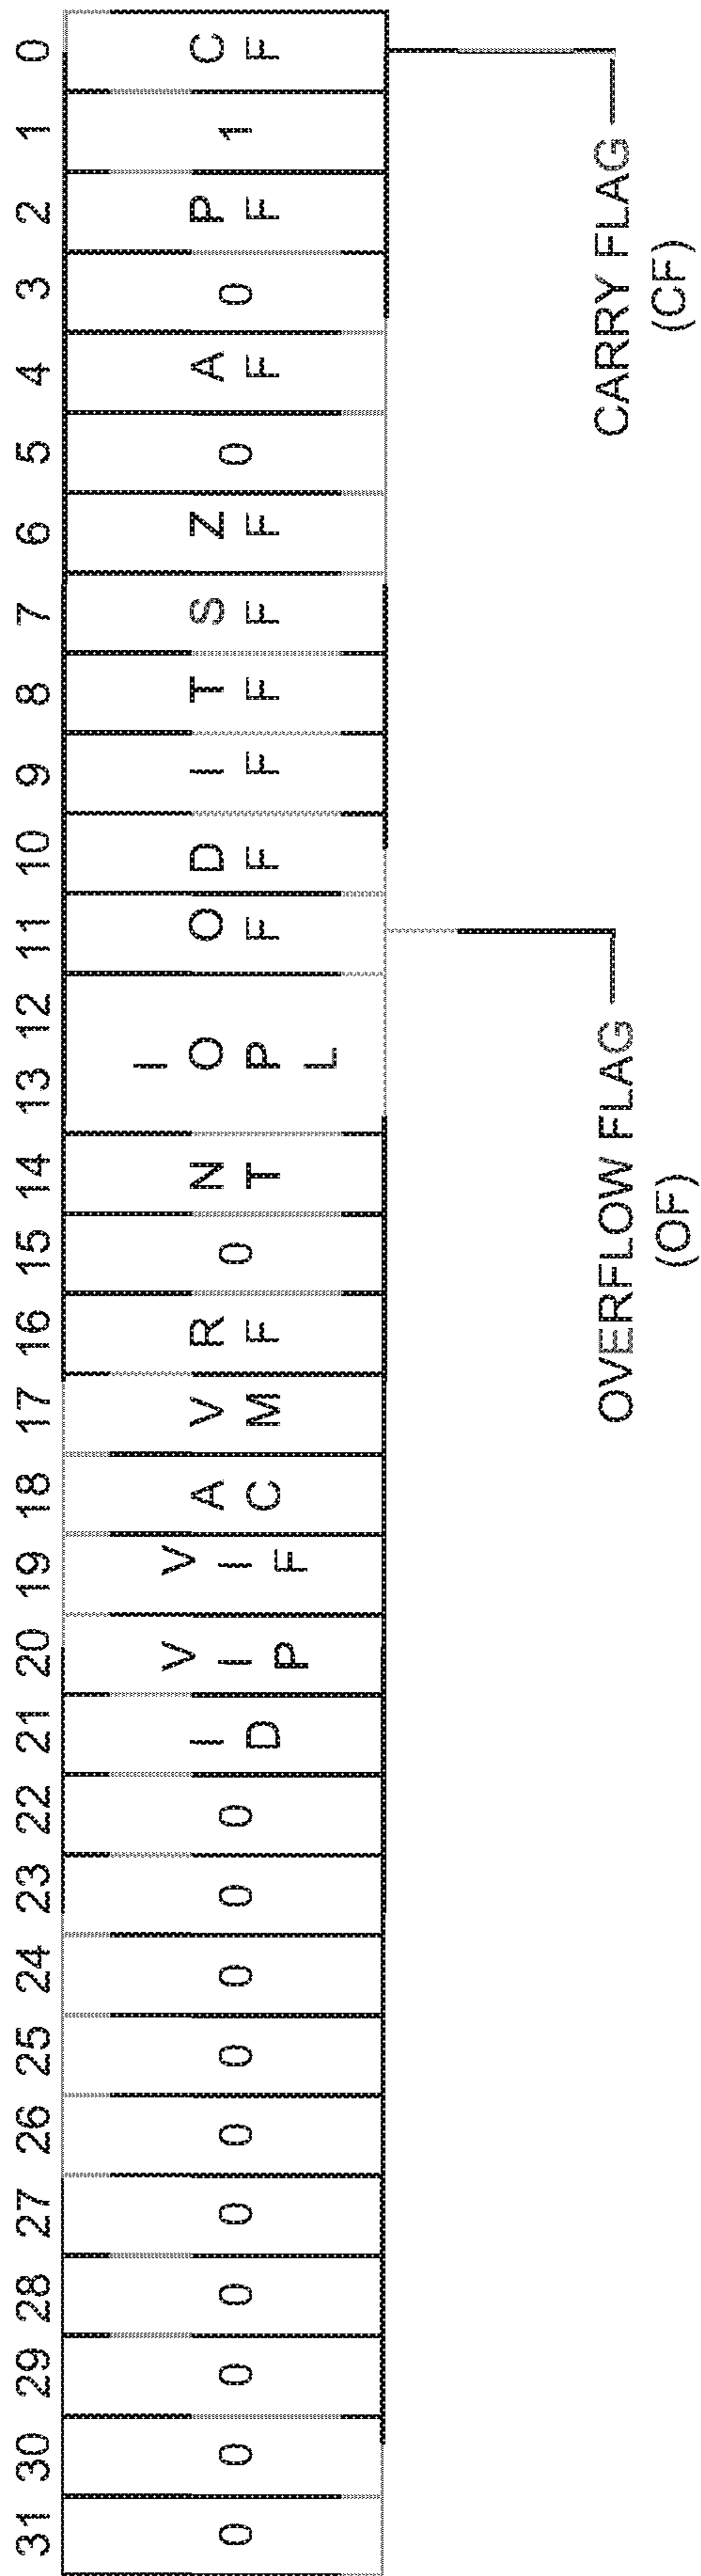 31 30 29 28 27 26 25 24 23 22 21 20 19 18 17 16 15 14 13 12 11 10 9 8 7 6 5 4 3 2 1 0
0 0 0 0 0 0 0 0 0 0 ID VIP VIF AC VM RF 0 NT IOPL OF DF IF TF SF ZF 0 AF 0 PF 1 CF
OVERFLOW FLAG
(OF)
CARRY FLAG
(CF)